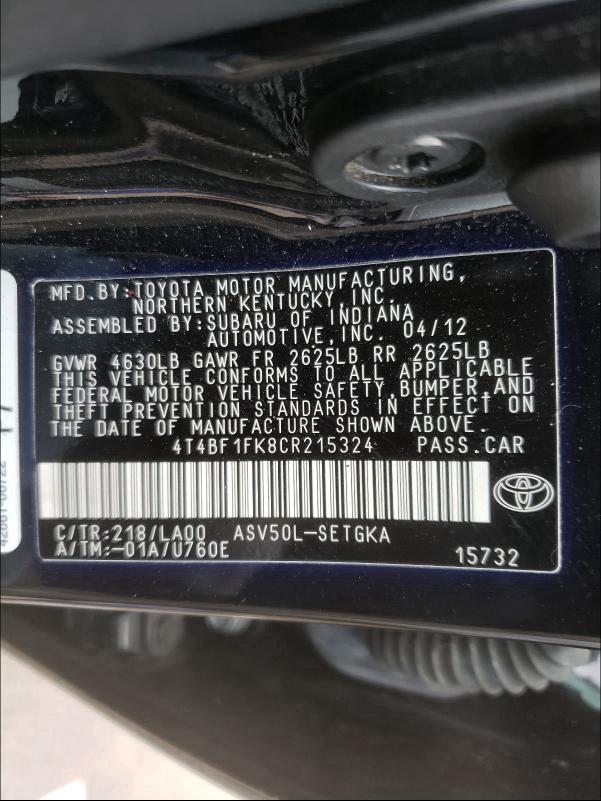 MFD.BY:TOYOTA MOTOR MANUFACTURING,
NORTHERN KENTUCKY,INC.
ASSEMBLED BY:SUBARU OF INDIANA
AUTOMOTIVE,INC. 04/12
GVWR 4630LB GAWR FR 2625LB RR 2625LB
THIS VEHICLE CONFORMS TO ALL APPLICABLE
FEDERAL MOTOR VEHICLE SAFETY,BUMPER,AND
THEFT PREVENTION STANDARDS IN EFFECT ON
THE DATE OF MANUFACTURE SHOWN ABOVE.
4T4BF1FK8CR215324 PASS.CAR
C/TR:218/LA00 ASV50L-SETGKA
A/TM:-01A/U760E 15732